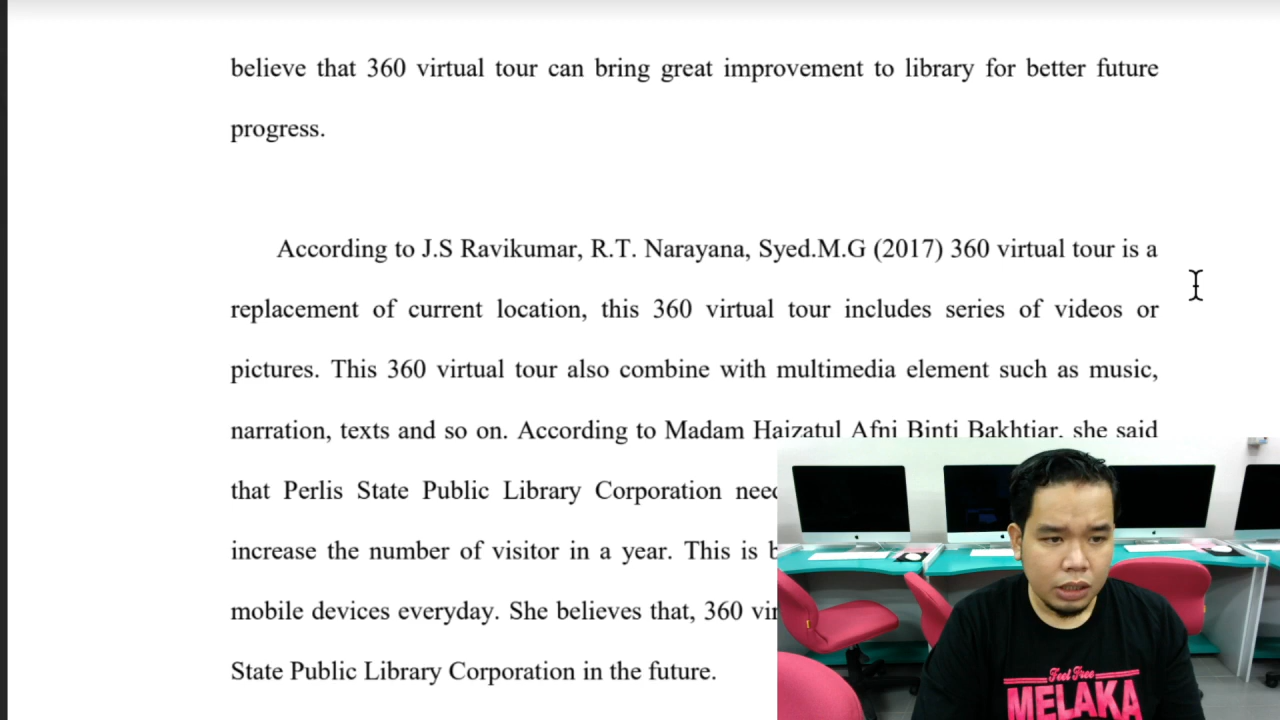 believe that 360 virtual tour can bring great improvement to library for better future
progress.
According to J.S Ravikumar, R.T. Narayana, Syed.M.G (2017) 360 virtual tour is a
replacement of current location, this 360 virtual tour includes series of videos or
pictures. This 360 virtual tour also combine with multimedia element such as music,
narration, texts and so on. According to Madam Haizatul Afni Binti Bakhtiar, she said
that Perlis State Public Library Corporation
increase the number of visitor in a year. This is
mobile devices everyday. She believes that, 360
State Public Library Corporation in the future.
Feel Free
MELAKA